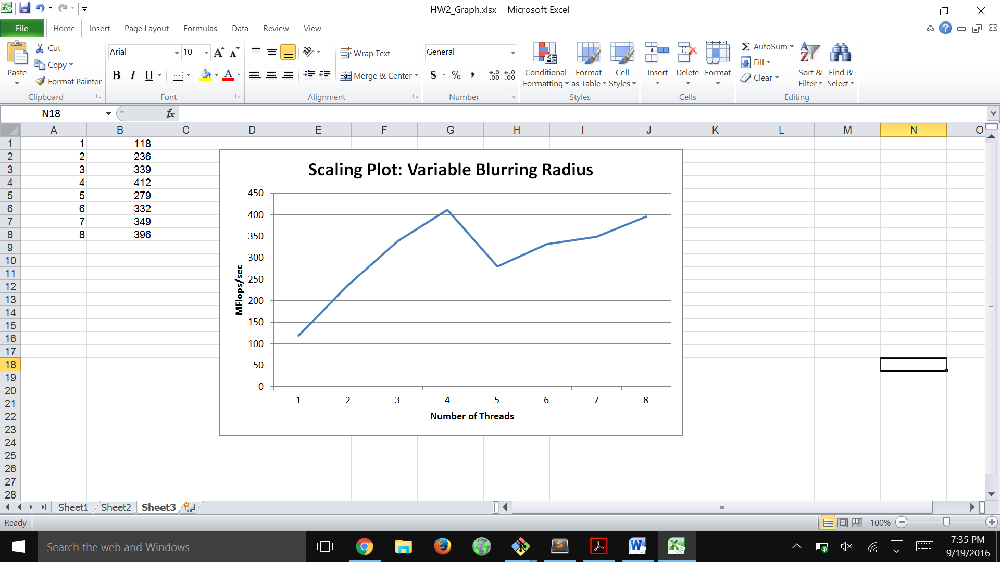 HW2_Graph.xlsx - Microsoft Excel
File Home Insert Page Layout Formulas Data Review View
Paste
Cut
Copy
Format Painter
Clipboard
Arial 10
B I U
Font
Wrap Text
Merge & Center
Alignment
General
$ % ,
Number
Conditional Formatting
Format as Table
Cell Styles
Styles
Insert Delete Format
Cells
AutoSum
Fill
Clear
Sort & Filter
Find & Select
Editing
N18 fx
A B C D E F G H I J K L M N O
1 1 118
2 2 236
3 3 339
4 4 412
5 5 279
6 6 332
7 7 349
8 8 396
9
10
11
12
13
14
15
16
17
18
19
20
21
22
23
24
25
26
27
28
Scaling Plot: Variable Blurring Radius
MFlops/sec
450
400
350
300
250
200
150
100
50
0
1 2 3 4 5 6 7 8
Number of Threads
Sheet1 Sheet2 Sheet3
Ready 100%
Search the web and Windows
7:35 PM
9/19/2016